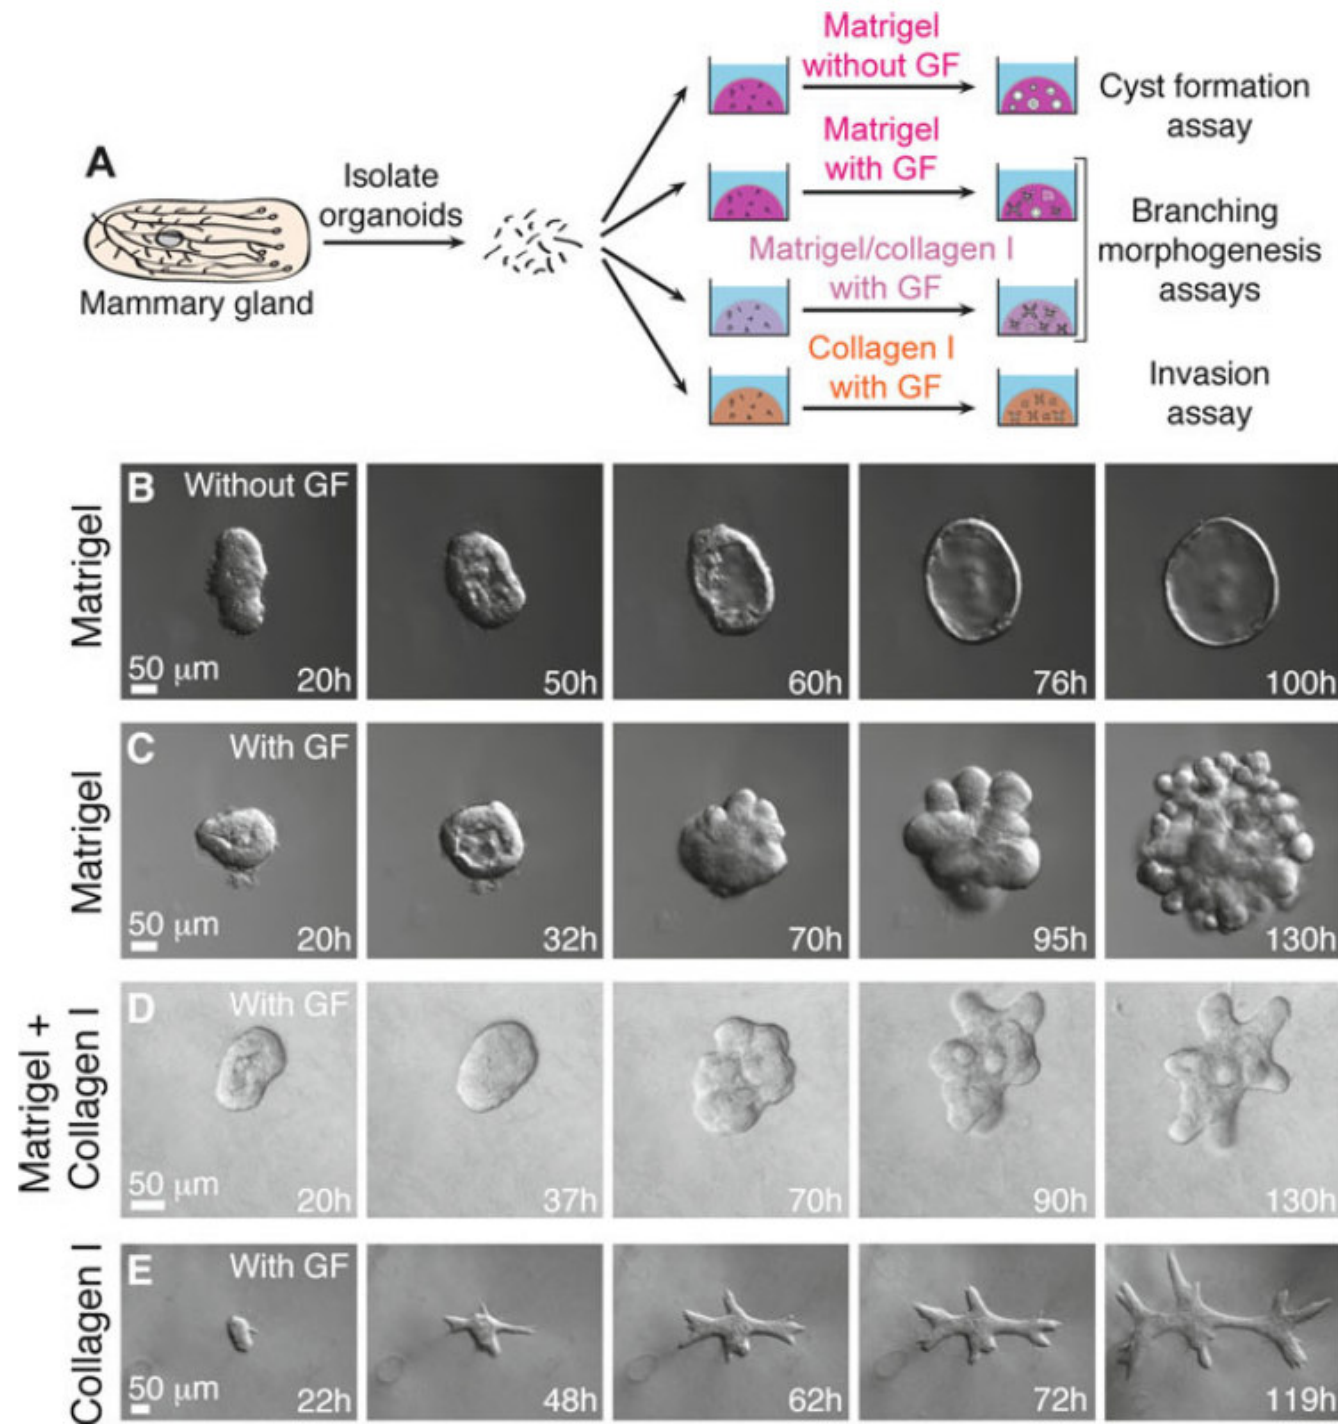 A
Mammary gland
Isolate
organoids
Matrigel
without GF
Cyst formation
assay
Matrigel
with GF
Matrigel/collagen I
with GF
Branching
morphogenesis
assays
Collagen I
with GF
Invasion
assay
Matrigel
B Without GF
50 μm
20h
50h
60h
76h
100h
Matrigel
C With GF
50 μm
20h
32h
70h
95h
130h
Matrigel +
Collagen I
D With GF
50 μm
20h
37h
70h
90h
130h
Collagen I
E With GF
50 μm
22h
48h
62h
72h
119h